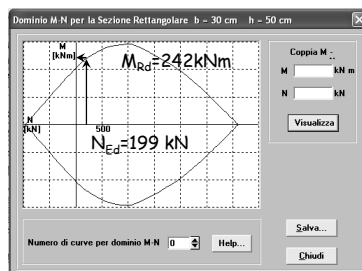 Dominio M-N per la Sezione Rettangolare b = 30 cm h = 50 cm
M
[kNm]
M_Rd=242kNm
N
[kN]
500
N_Ed=199 kN
Coppia M -
M kN m
N kN
Visualizza
Numero di curve per dominio M-N 0
Help...
Salva...
Chiudi